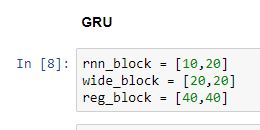 GRU
In [8]: rnn_block = [10,20]
wide_block = [20,20]
reg_block = [40,40]